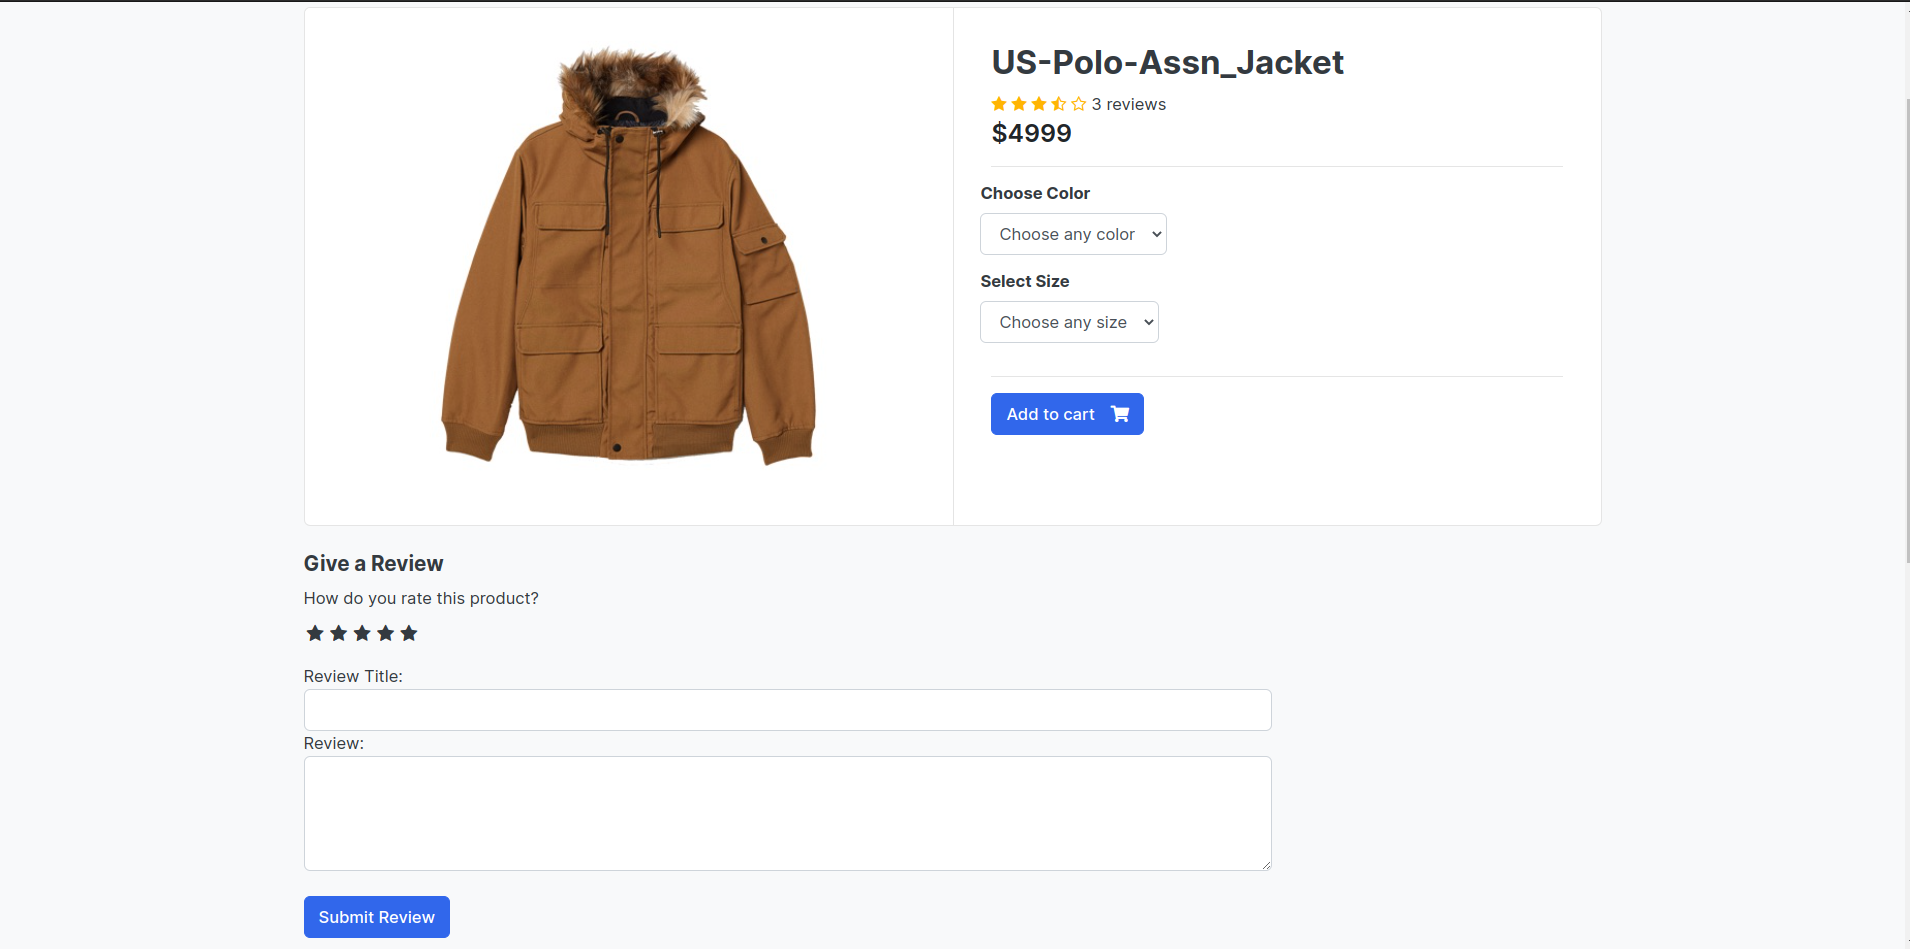 US-Polo-Assn_Jacket
3 reviews
$4999
Choose Color
Choose any color
Select Size
Choose any size
Add to cart
Give a Review
How do you rate this product?
Review Title:
Review:
Submit Review